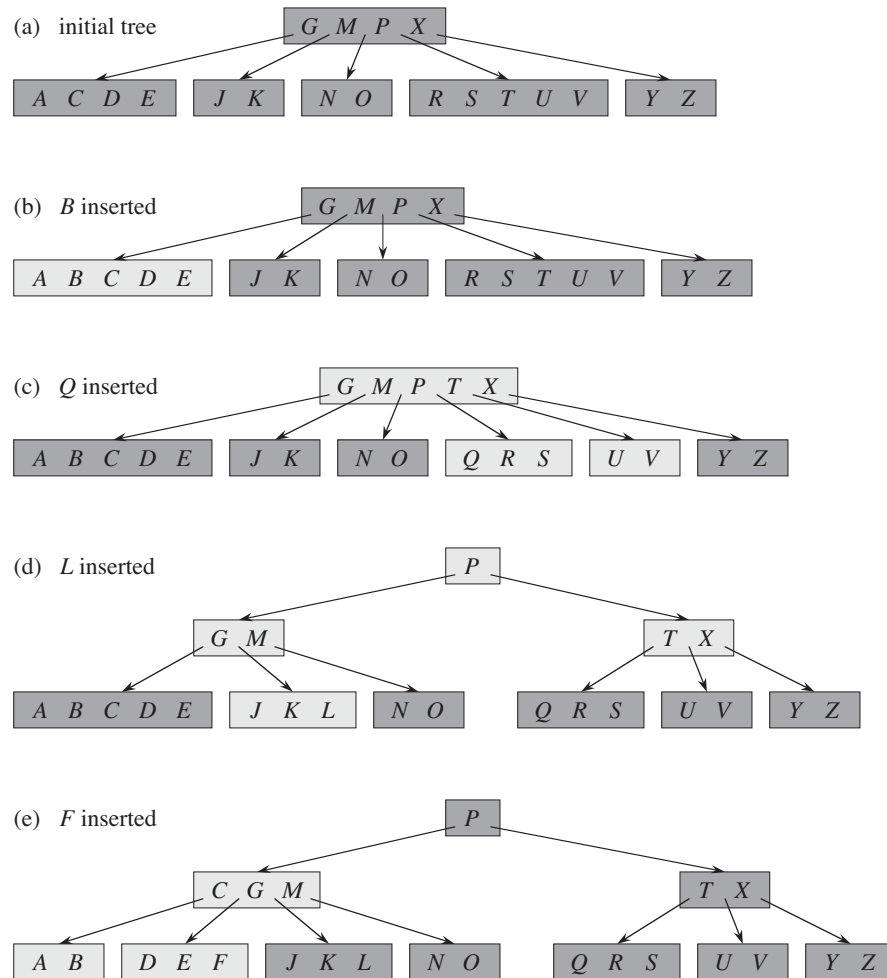 (a) initial tree
G M P X
A C D E J K N O R S T U V Y Z
(b) B inserted
G M P X
A B C D E J K N O R S T U V Y Z
(c) Q inserted
G M P T X
A B C D E J K N O Q R S U V Y Z
(d) L inserted
P
G M T X
A B C D E J K L N O Q R S U V Y Z
(e) F inserted
P
C G M T X
A B D E F J K L N O Q R S U V Y Z